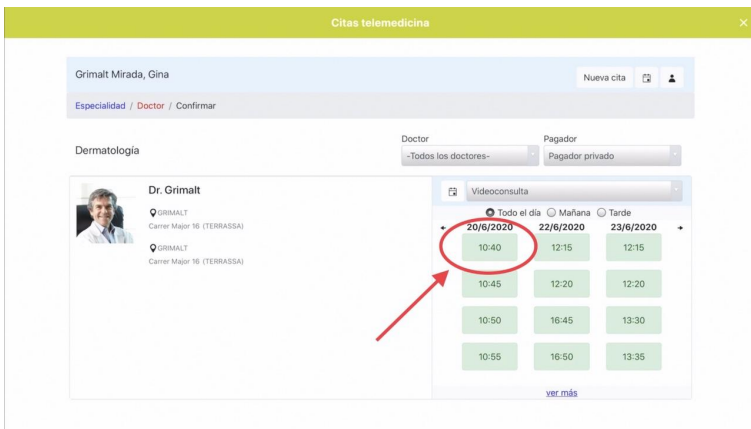 Citas telemedicina
Grimalt Mirada, Gina
Nueva cita
Especialidad / Doctor / Confirmar
Dermatología
Doctor
-Todos los doctores-
Pagador
Pagador privado
Dr. Grimalt
GRIMALT
Carrer Major 16 (TERRASSA)
GRIMALT
Carrer Major 16 (TERRASSA)
Videoconsulta
Todo el día Mañana Tarde
20/6/2020 22/6/2020 23/6/2020
10:40 12:15 12:15
10:45 12:20 12:20
10:50 16:45 13:30
10:55 16:50 13:35
ver más